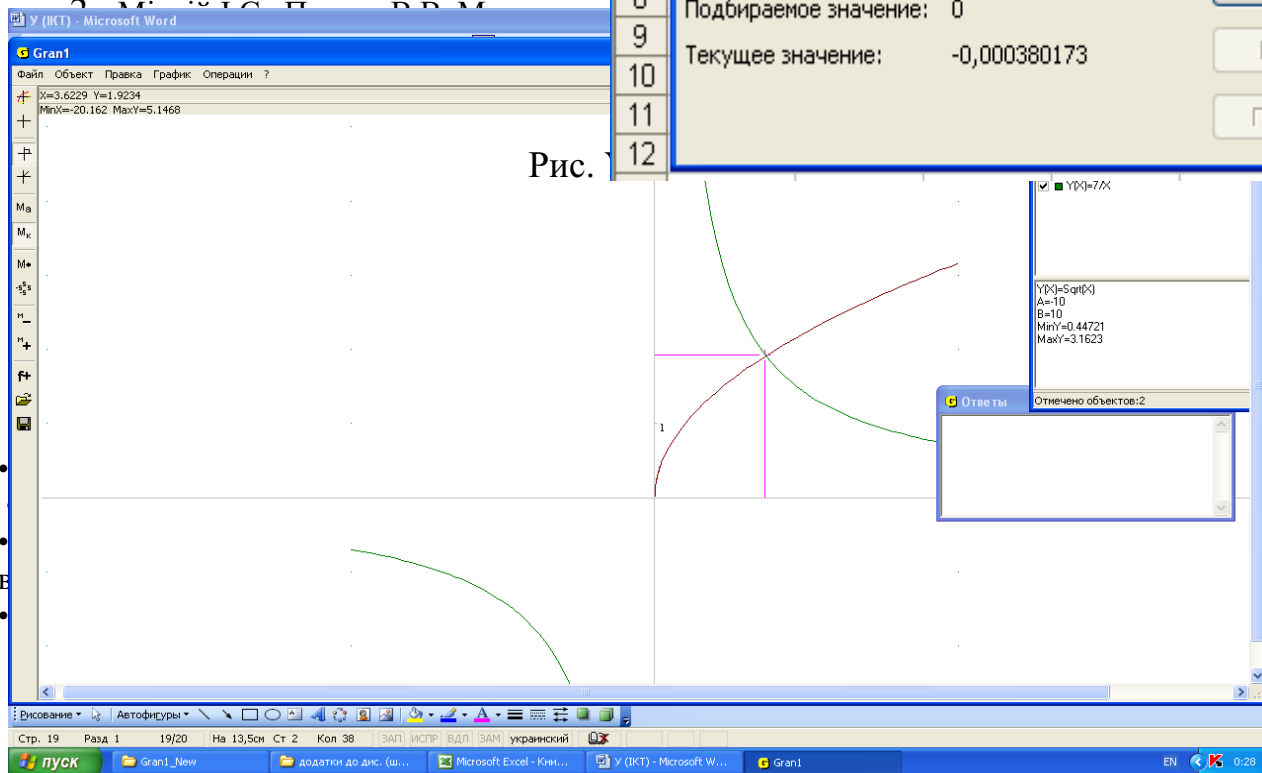 У (ІКТ) - Microsoft Word
Gran1
Файл Объект Правка График Операции ?
X=3.6229 Y=1.9234
MinX=-20.162 MaxY=5.1468
Подбираемое значение: 0
Текущее значение: -0,000380173
9
10
11
12
Рис.
Y(X)=7/X
Y(X)=Sqrt(X)
A=-10
B=10
MinY=0.44721
MaxY=3.1623
Отмечено объектов:2
Ответы
1
Рисование Автофигуры
Стр. 19 Разд 1 19/20 На 13,5см Ст 2 Кол 38 ЗАП ИСПР ВДЛ ЗАМ украинский
пуск Gran1_New додатки до дис. (ш... Microsoft Excel - Кни... У (ІКТ) - Microsoft W... Gran1 EN 0:28